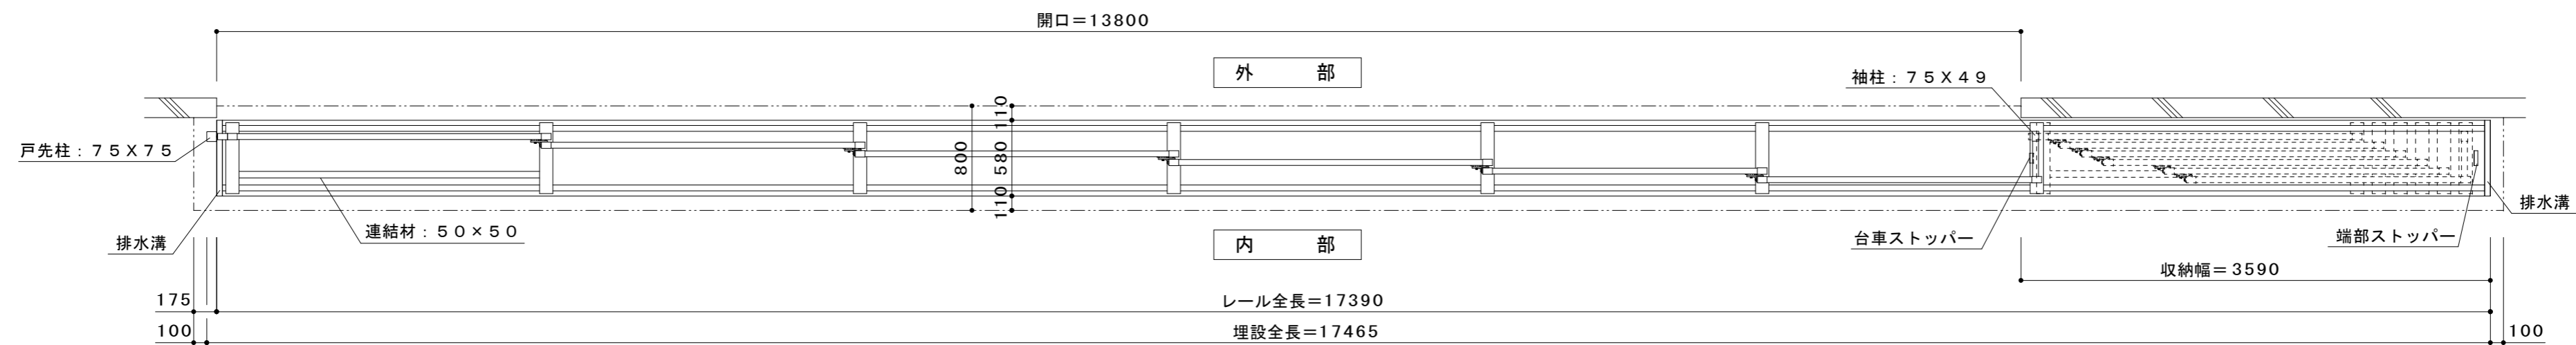 開口＝13800
外　部
袖柱：７５Ｘ４９
戸先柱：７５Ｘ７５
110
800
580
110
排水溝
連結材：５０×５０
内　部
台車ストッパー
端部ストッパー
排水溝
収納幅＝3590
175
レール全長＝17390
100
埋設全長＝17465
100